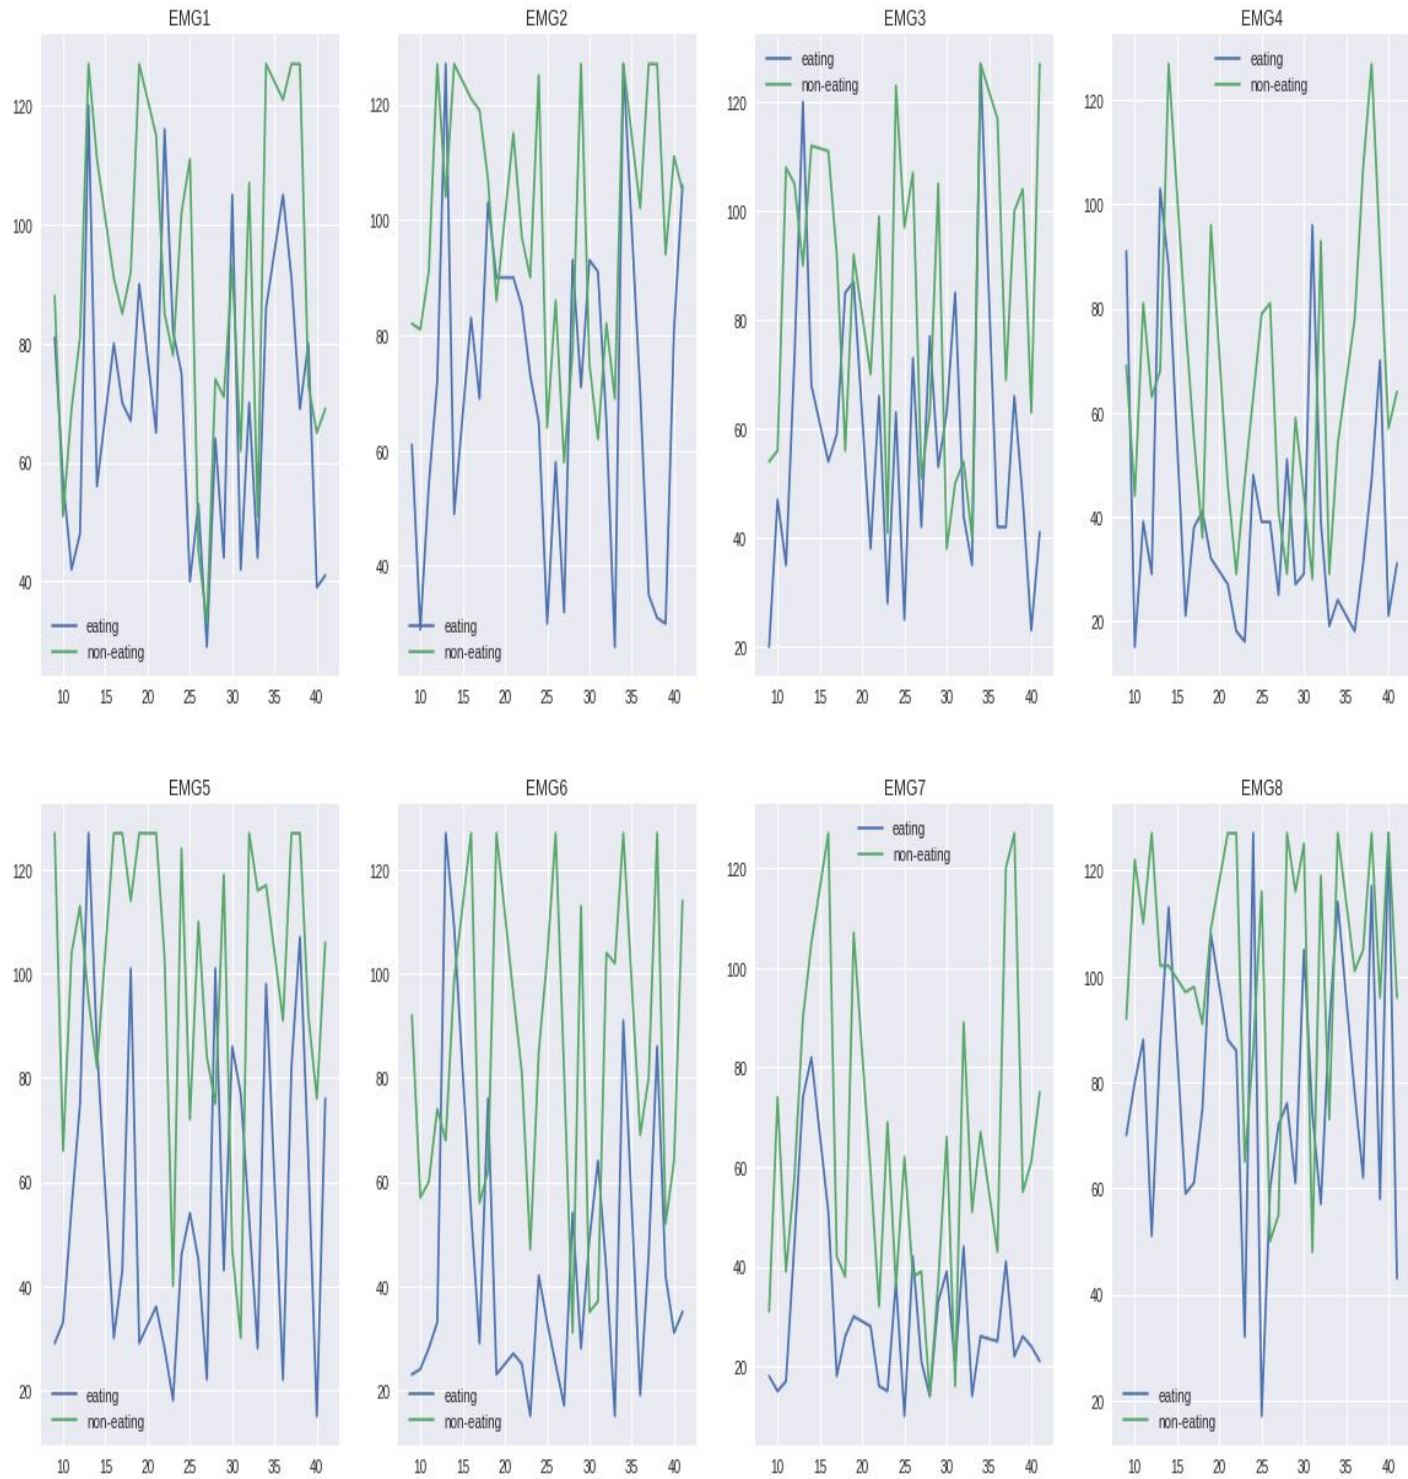 EMG1 EMG2 EMG3 EMG4
eating eating
non-eating non-eating
120 120 120 120
100 100 100 100
80 80 80 80
60 60 60 60
40 40 40 40
20 20
eating eating
non-eating non-eating
10 15 20 25 30 35 40 10 15 20 25 30 35 40 10 15 20 25 30 35 40 10 15 20 25 30 35 40
EMG5 EMG6 EMG7 EMG8
eating
non-eating
120 120 120 120
100 100 100 100
80 80 80 80
60 60 60 60
40 40 40 40
20 20 20 20
eating eating eating
non-eating non-eating non-eating
10 15 20 25 30 35 40 10 15 20 25 30 35 40 10 15 20 25 30 35 40 10 15 20 25 30 35 40